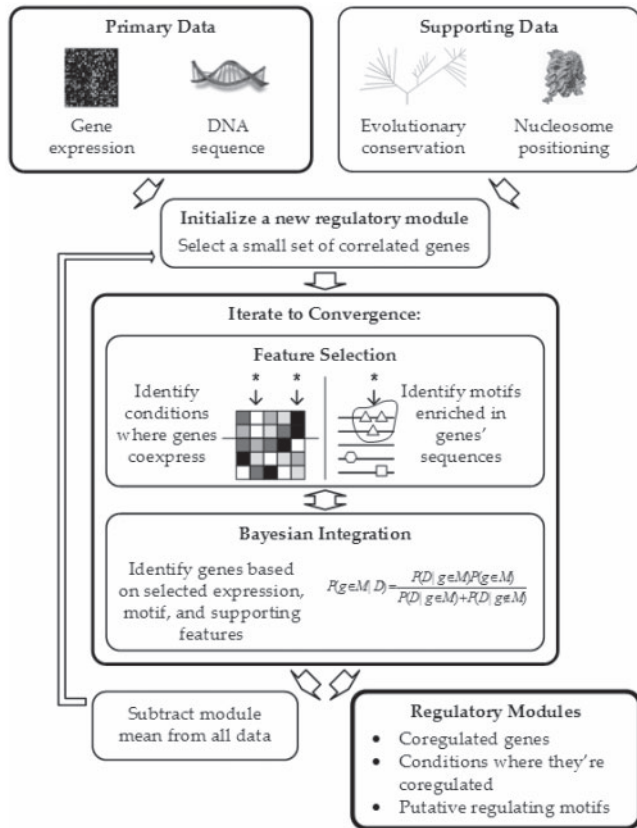 Primary Data
Gene
expression
DNA
sequence
Supporting Data
Evolutionary
conservation
Nucleosome
positioning
Initialize a new regulatory module
Select a small set of correlated genes
Iterate to Convergence:
Feature Selection
Identify
conditions
where genes
coexpress
* *
*
Identify motifs
enriched in
genes'
sequences
Bayesian Integration
Identify genes based
on selected expression,
motif, and supporting
features
P(g∈M|D)=P(D|g∈M)P(g∈M)
P(D|g∈M)+P(D|g∉M)
Subtract module
mean from all data
Regulatory Modules
• Coregulated genes
• Conditions where they're
coregulated
• Putative regulating motifs